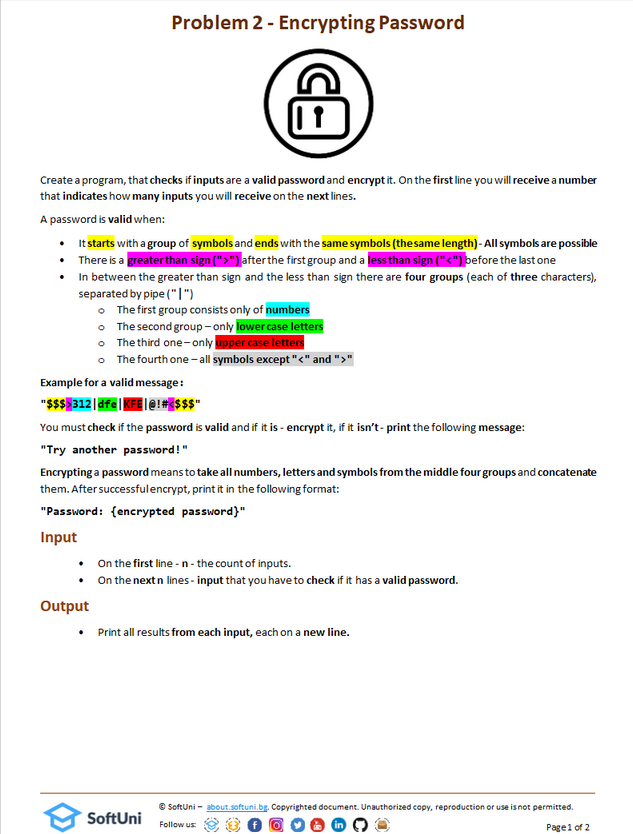 Problem 2 - Encrypting Password
Create a program, that checks if inputs are a valid password and encrypt it. On the first line you will receive a number
that indicates how many inputs you will receive on the next lines.
A password is valid when:
• It starts with a group of symbols and ends with the same symbols (the same length) - All symbols are possible
• There is a greater than sign (">") after the first group and a less than sign ("<") before the last one
• In between the greater than sign and the less than sign there are four groups (each of three characters),
separated by pipe ("|")
o The first group consists only of numbers
o The second group – only lower case letters
o The third one – only upper case letters
o The fourth one – all symbols except "<" and ">"
Example for a valid message:
"$$$>312|dfe|KFE|@!#<$$$"
You must check if the password is valid and if it is - encrypt it, if it isn't - print the following message:
"Try another password!"
Encrypting a password means to take all numbers, letters and symbols from the middle four groups and concatenate
them. After successful encrypt, print it in the following format:
"Password: {encrypted password}"
Input
• On the first line - n - the count of inputs.
• On the next n lines - input that you have to check if it has a valid password.
Output
• Print all results from each input, each on a new line.
SoftUni
© SoftUni – about.softuni.bg. Copyrighted document. Unauthorized copy, reproduction or use is not permitted.
Follow us:
Page 1 of 2